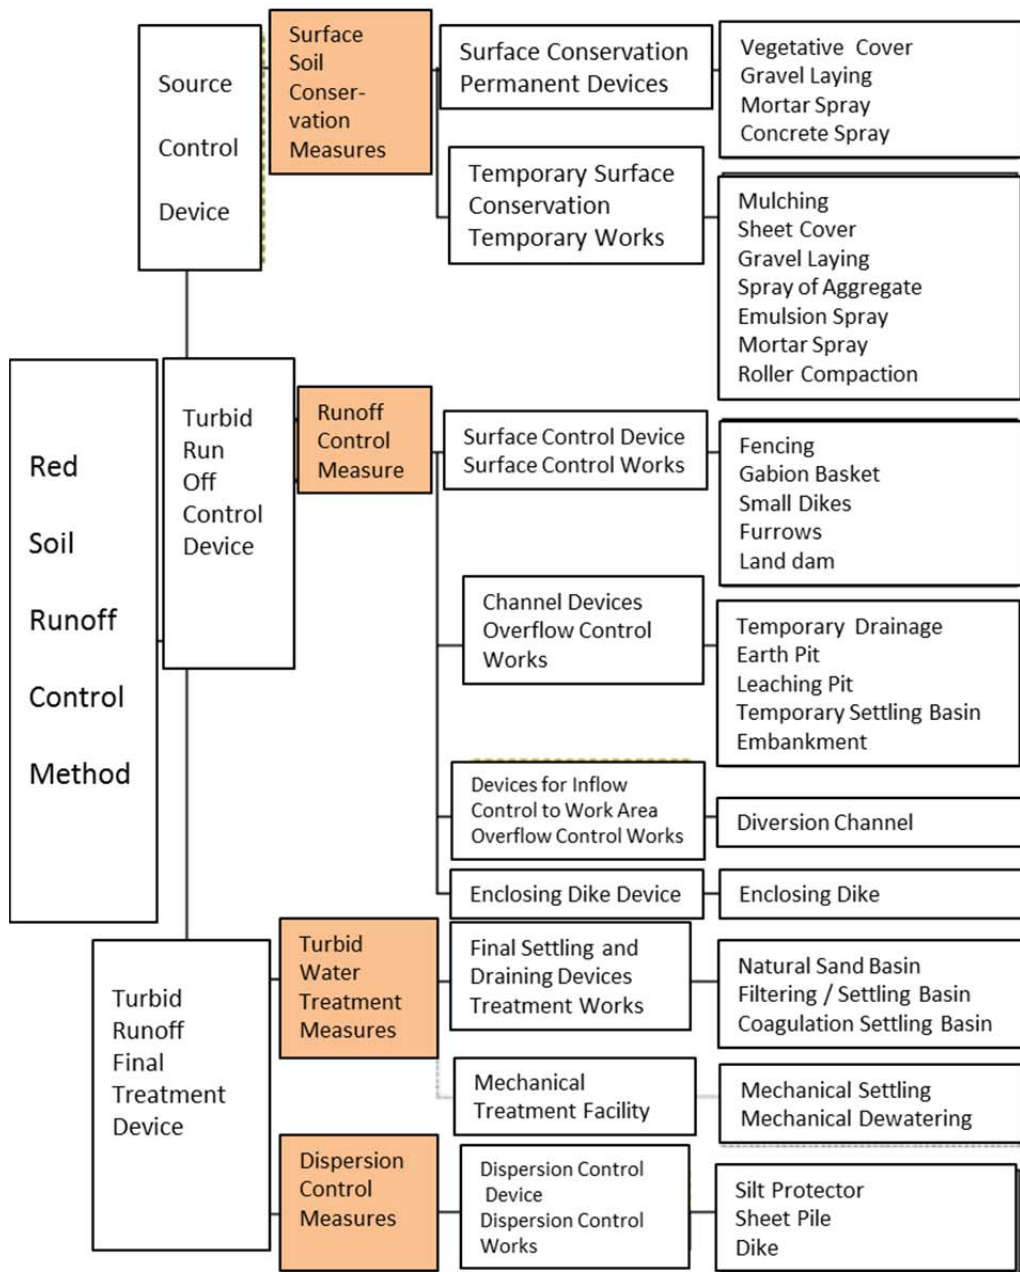 Red
Soil
Runoff
Control
Method
Source
Control
Device
Surface
Soil
Conser-
vation
Measures
Surface Conservation
Permanent Devices
Vegetative Cover
Gravel Laying
Mortar Spray
Concrete Spray
Temporary Surface
Conservation
Temporary Works
Mulching
Sheet Cover
Gravel Laying
Spray of Aggregate
Emulsion Spray
Mortar Spray
Roller Compaction
Turbid
Run
Off
Control
Device
Runoff
Control
Measure
Surface Control Device
Surface Control Works
Fencing
Gabion Basket
Small Dikes
Furrows
Land dam
Channel Devices
Overflow Control
Works
Temporary Drainage
Earth Pit
Leaching Pit
Temporary Settling Basin
Embankment
Devices for Inflow
Control to Work Area
Overflow Control Works
Diversion Channel
Enclosing Dike Device
Enclosing Dike
Turbid
Runoff
Final
Treatment
Device
Turbid
Water
Treatment
Measures
Final Settling and
Draining Devices
Treatment Works
Natural Sand Basin
Filtering / Settling Basin
Coagulation Settling Basin
Mechanical
Treatment Facility
Mechanical Settling
Mechanical Dewatering
Dispersion
Control
Measures
Dispersion Control
Device
Dispersion Control
Works
Silt Protector
Sheet Pile
Dike